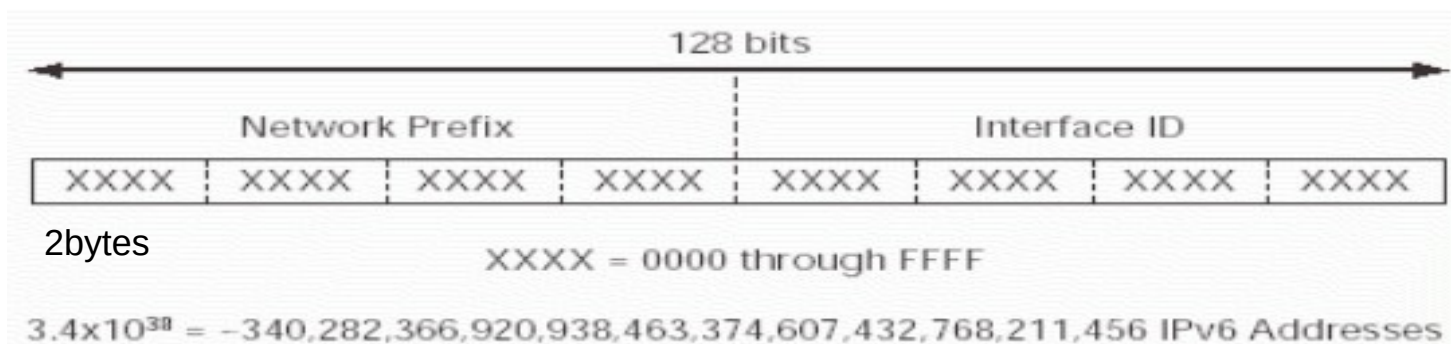 128 bits
Network Prefix Interface ID
XXXX XXXX XXXX XXXX XXXX XXXX XXXX XXXX
2bytes
XXXX = 0000 through FFFF
3.4x10³⁸ = ~340,282,366,920,938,463,374,607,432,768,211,456 IPv6 Addresses